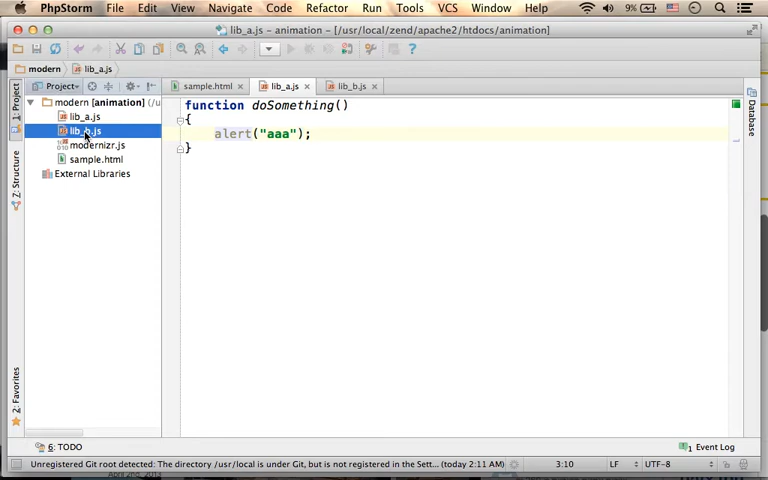 PhpStorm File Edit View Navigate Code Refactor Run Tools VCS Window Help 9%
lib_a.js - animation - [/usr/local/zend/apache2/htdocs/animation]
modern lib_a.js
Project sample.html lib_a.js lib_b.js
1: Project
Z: Structure
2: Favorites
modern [animation] (/u
lib_a.js
lib_b.js
modernizr.js
sample.html
External Libraries
function doSomething()
{
alert("aaa");
}
Database
6: TODO Event Log
Unregistered Git root detected: The directory /usr/local is under Git, but is not registered in the Sett... (today 2:11 AM) 3:10 LF UTF-8